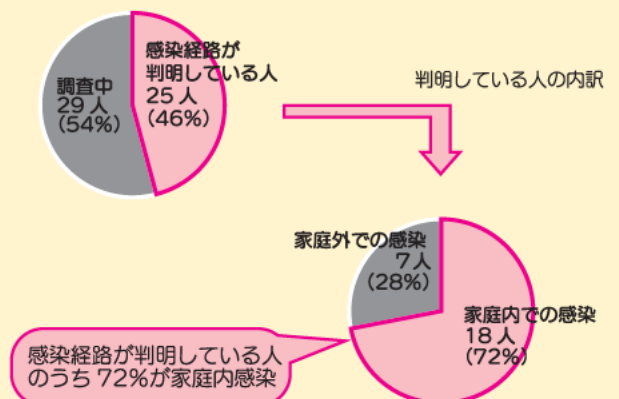 調査中
29人
(54%)
感染経路が
判明している人
25人
(46%)
判明している人の内訳
家庭外での感染
7人
(28%)
家庭内での感染
18人
(72%)
感染経路が判明している人
のうち72%が家庭内感染